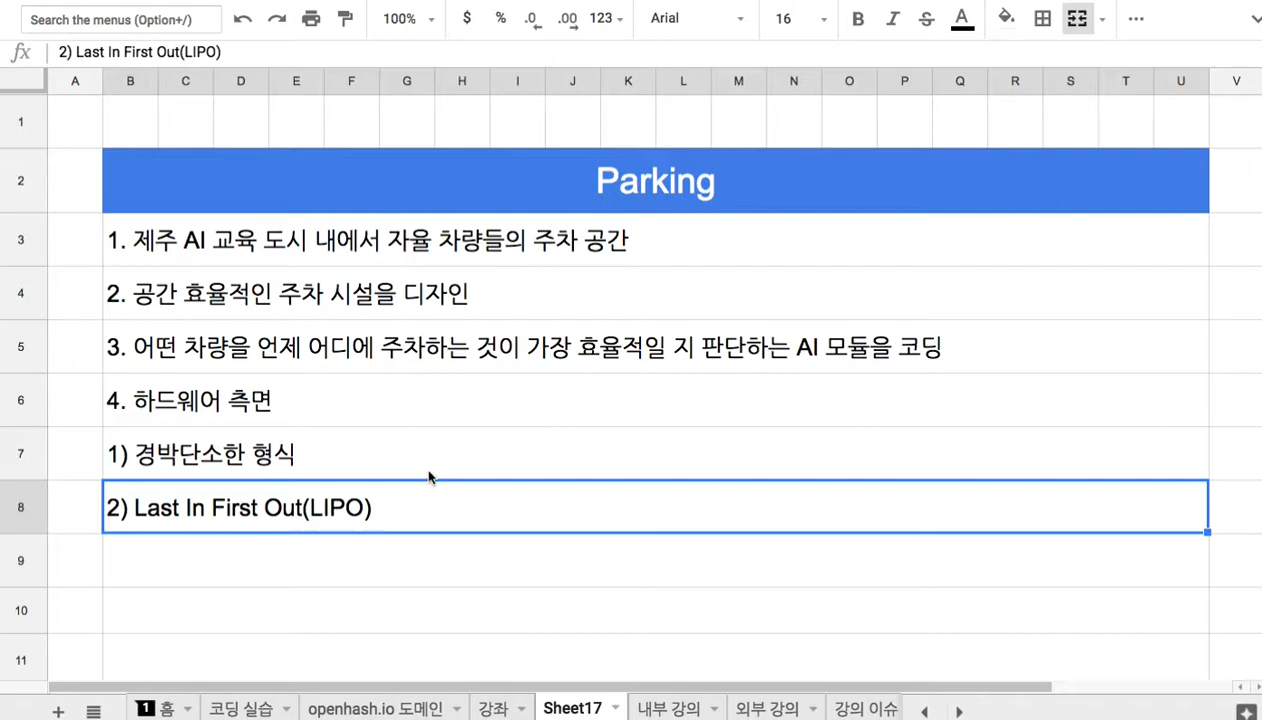 Search the menus (Option+/) 100% $ % .0 .00 123 Arial 16 B I S A
fx 2) Last In First Out(LIPO)
A B C D E F G H I J K L M N O P Q R S T U V
1
2 Parking
3 1. 제주 AI 교육 도시 내에서 자율 차량들의 주차 공간
4 2. 공간 효율적인 주차 시설을 디자인
5 3. 어떤 차량을 언제 어디에 주차하는 것이 가장 효율적일 지 판단하는 AI 모듈을 코딩
6 4. 하드웨어 측면
7 1) 경박단소한 형식
8 2) Last In First Out(LIPO)
9
10
11
1 홈 코딩 실습 openhash.io 도메인 강좌 Sheet17 내부 강의 외부 강의 강의 이슈